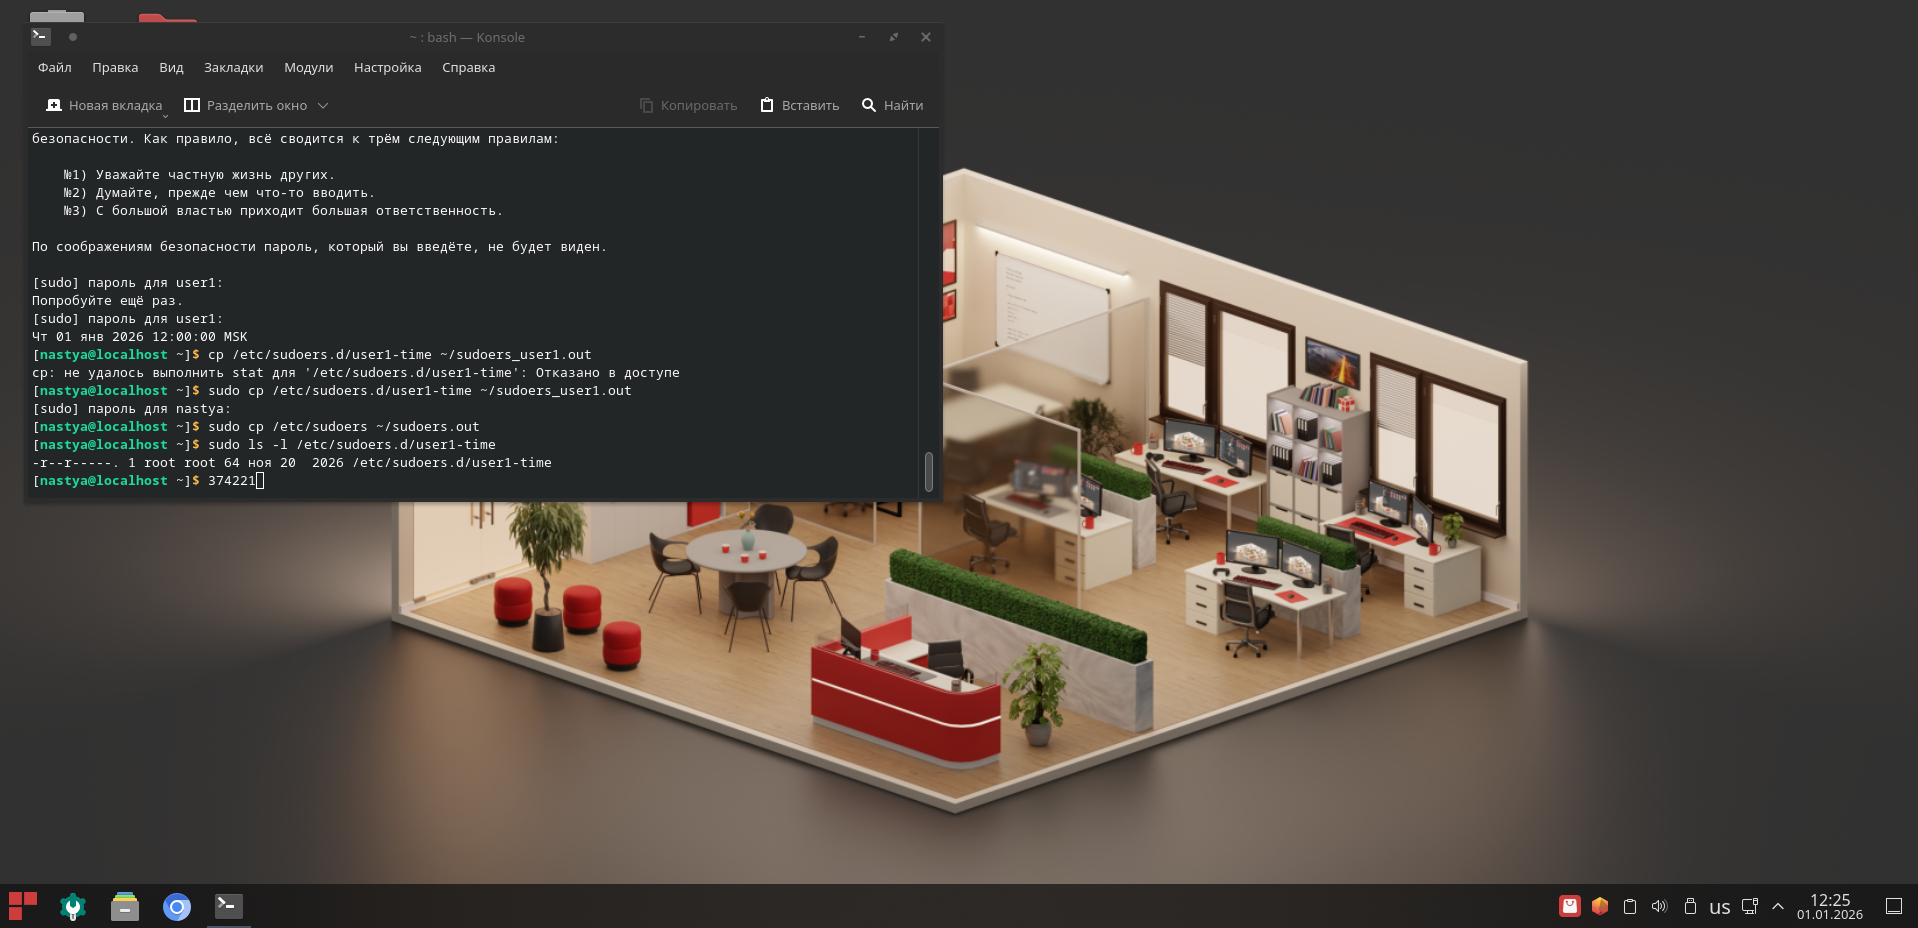 ~ : bash — Konsole
Файл Правка Вид Закладки Модули Настройка Справка
Новая вкладка Разделить окно Копировать Вставить Найти
безопасности. Как правило, всё сводится к трём следующим правилам:
№1) Уважайте частную жизнь других.
№2) Думайте, прежде чем что-то вводить.
№3) С большой властью приходит большая ответственность.
По соображениям безопасности пароль, который вы введёте, не будет виден.
[sudo] пароль для user1:
Попробуйте ещё раз.
[sudo] пароль для user1:
Чт 01 янв 2026 12:00:00 MSK
[nastya@localhost ~]$ cp /etc/sudoers.d/user1-time ~/sudoers_user1.out
cp: не удалось выполнить stat для '/etc/sudoers.d/user1-time': Отказано в доступе
[nastya@localhost ~]$ sudo cp /etc/sudoers.d/user1-time ~/sudoers_user1.out
[sudo] пароль для nastya:
[nastya@localhost ~]$ sudo cp /etc/sudoers ~/sudoers.out
[nastya@localhost ~]$ sudo ls -l /etc/sudoers.d/user1-time
-r--r-----. 1 root root 64 ноя 20  2026 /etc/sudoers.d/user1-time
[nastya@localhost ~]$ 374221
us
12:25
01.01.2026